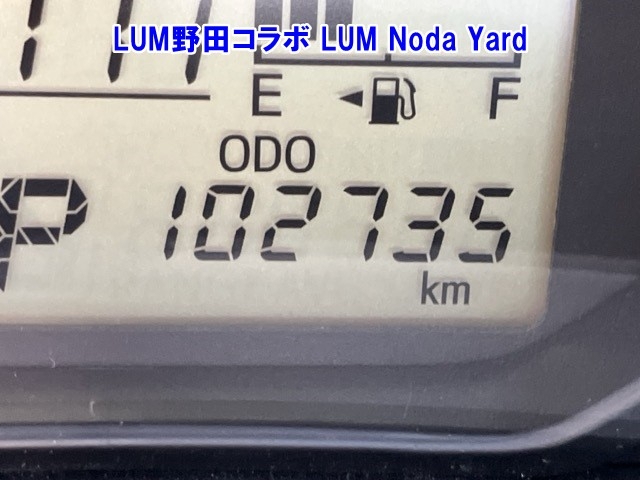 LUM野田コラボ LUM Noda Yard
E F
ODO
P 102735
km